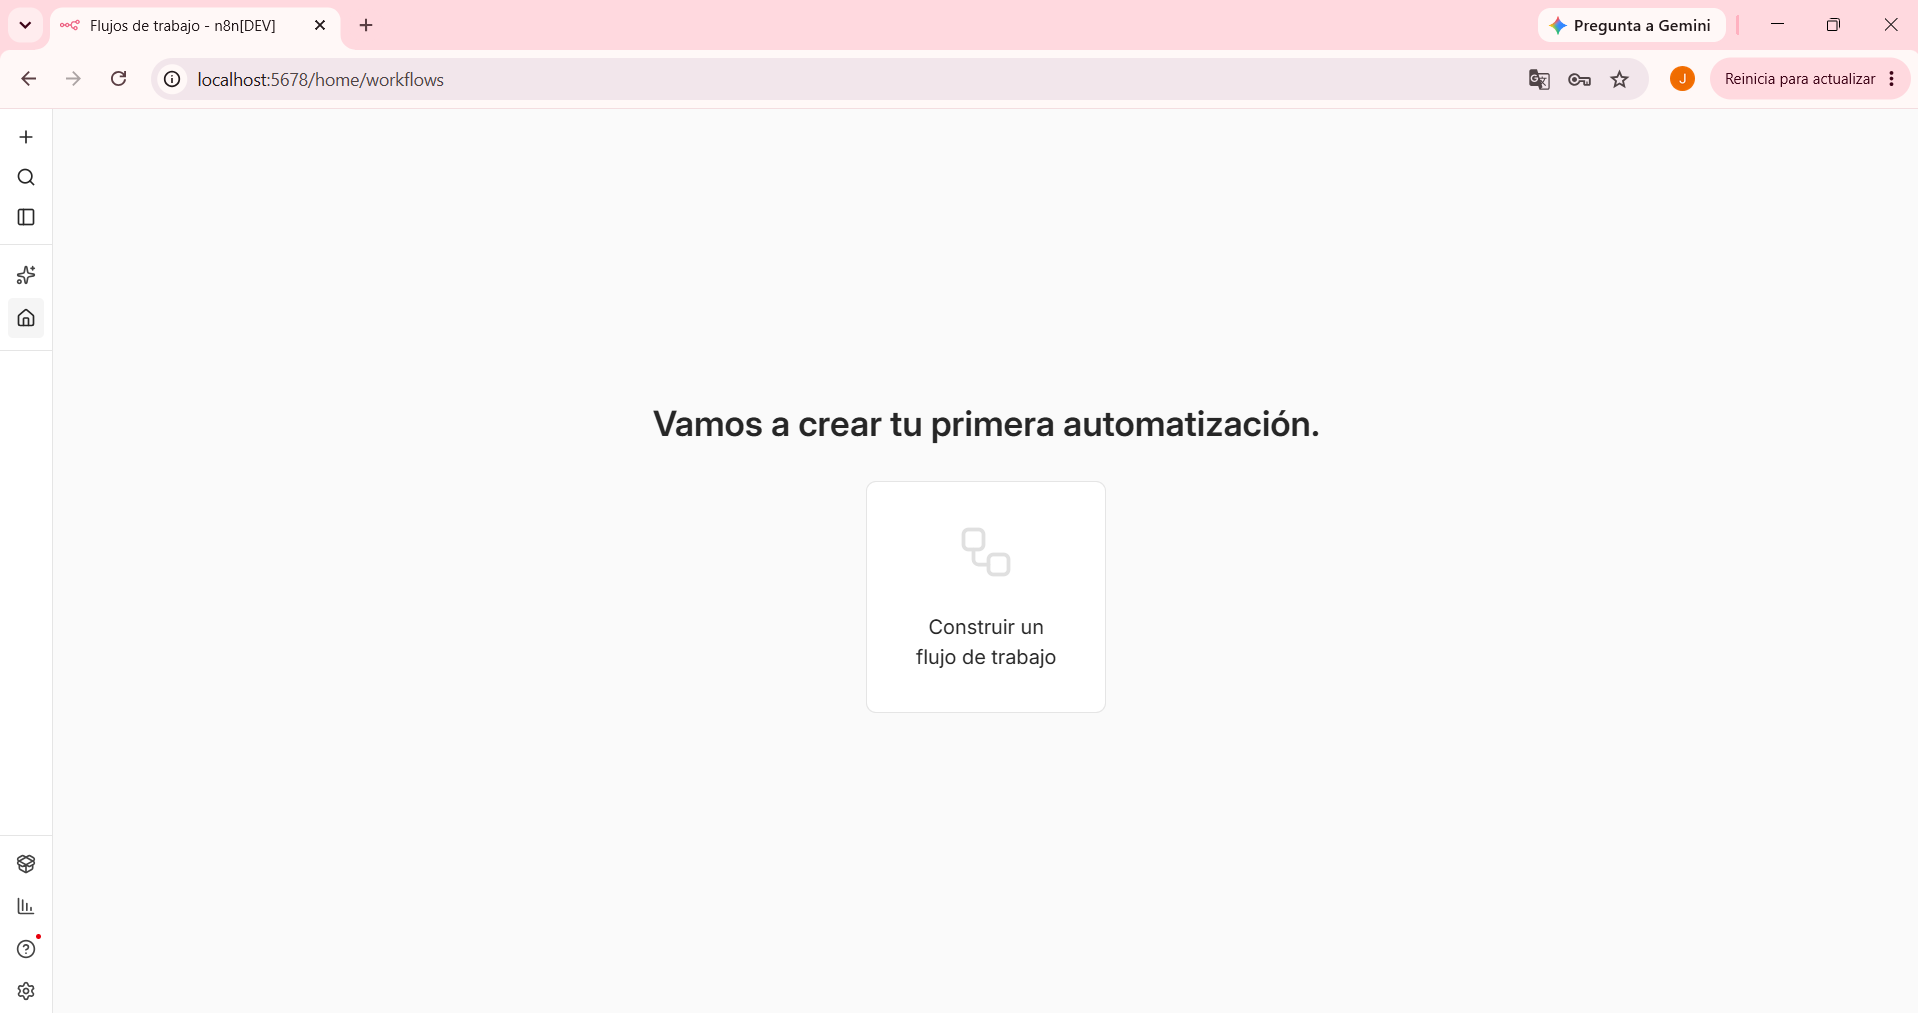 Flujos de trabajo - n8n[DEV]
Pregunta a Gemini
localhost:5678/home/workflows
J
Reinicia para actualizar
Vamos a crear tu primera automatización.
Construir un
flujo de trabajo